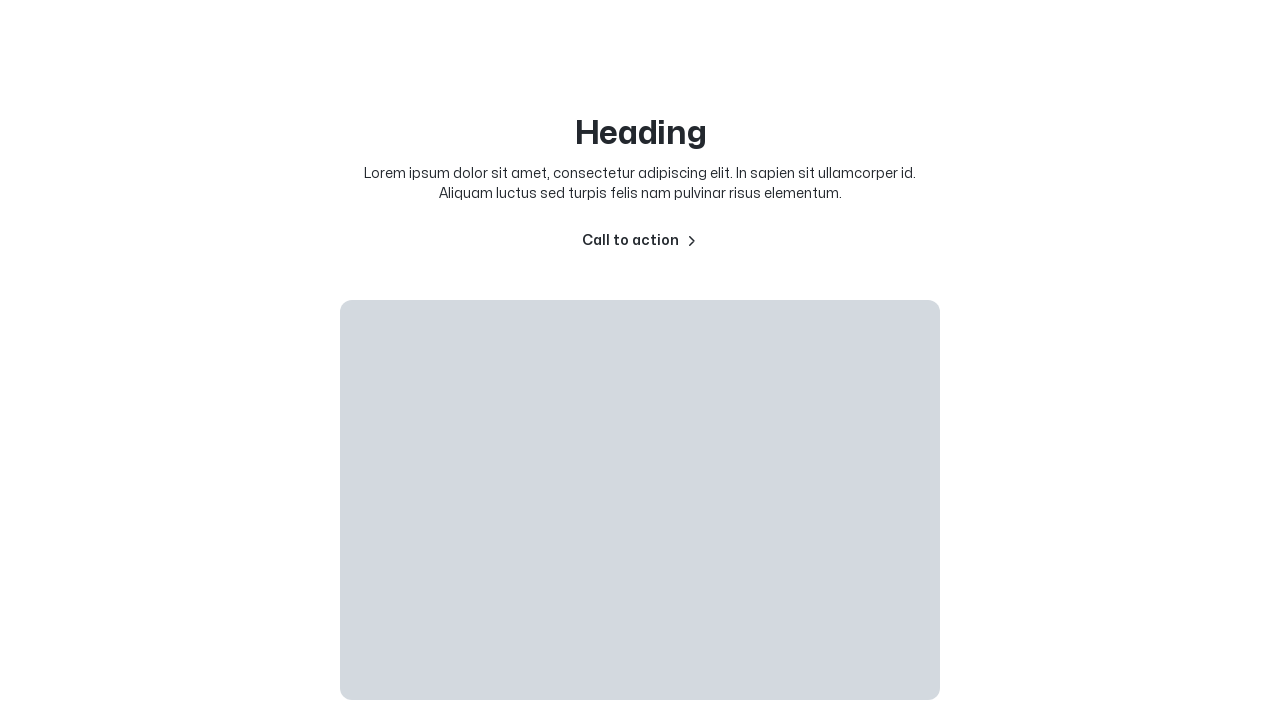 Heading
Lorem ipsum dolor sit amet, consectetur adipiscing elit. In sapien sit ullamcorper id.
Aliquam luctus sed turpis felis nam pulvinar risus elementum.
Call to action